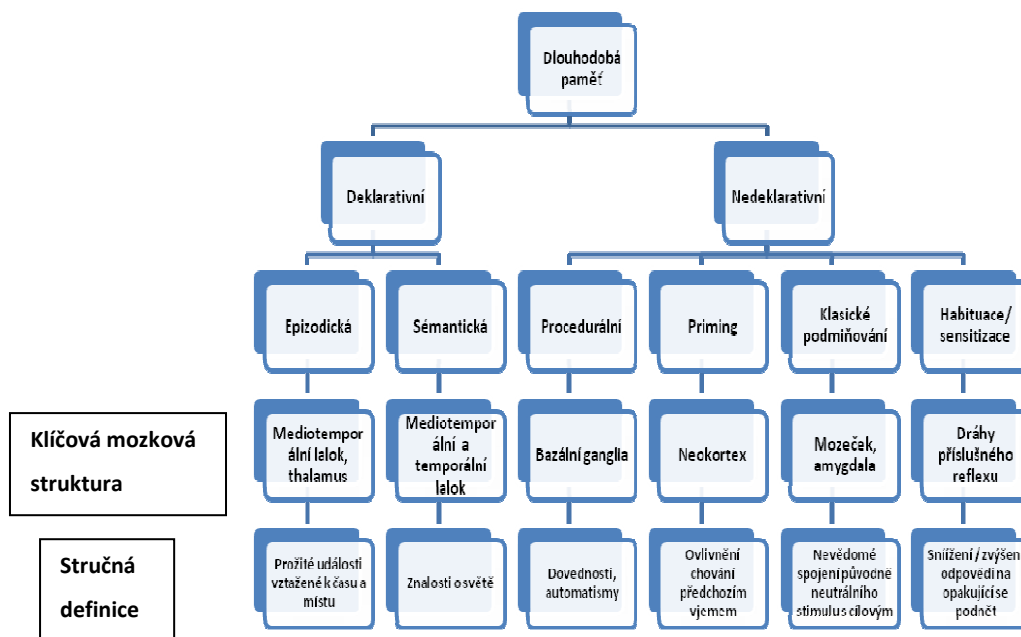 Dlouhodobá
paměť
Deklarativní
Nedeklarativní
Epizodická
Sémantická
Procedurální
Priming
Klasické
podmiňování
Habituace/
sensitizace
Klíčová mozková
struktura
Mediotempor
ální lalok,
thalamus
Mediotempor
ální a
temporální
lalok
Bazální ganglia
Neokortex
Mozeček,
amygdala
Dráhy
příslušného
reflexu
Stručná
definice
Prožité události
vztažené k času a
místu
Znalosti o světě
Dovednosti,
automatismy
Ovlivnění
chování
předchozím
vjemem
Nevědomé
spojení původně
neutrálního
stimulu s cílovým
Snížení / zvýšení
odpovědí na
opakující se
podnět